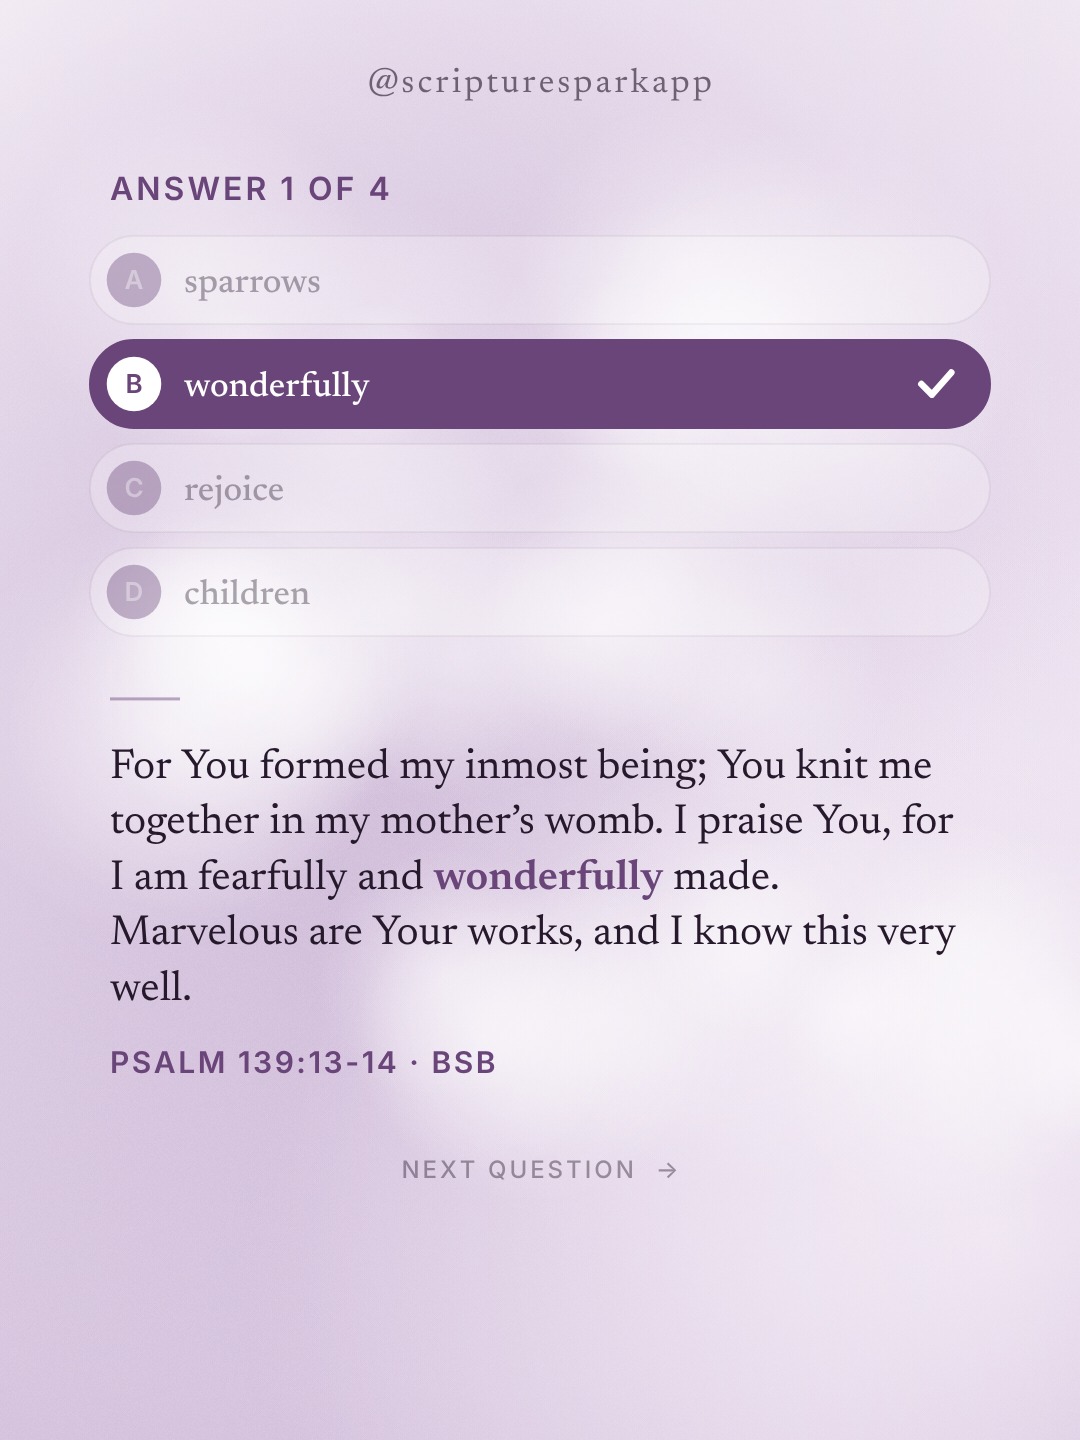 @scripturesparkapp
ANSWER 1 OF 4
A sparrows
B wonderfully
C rejoice
D children
For You formed my inmost being; You knit me
together in my mother’s womb. I praise You, for
I am fearfully and wonderfully made.
Marvelous are Your works, and I know this very
well.
PSALM 139:13-14 · BSB
NEXT QUESTION →